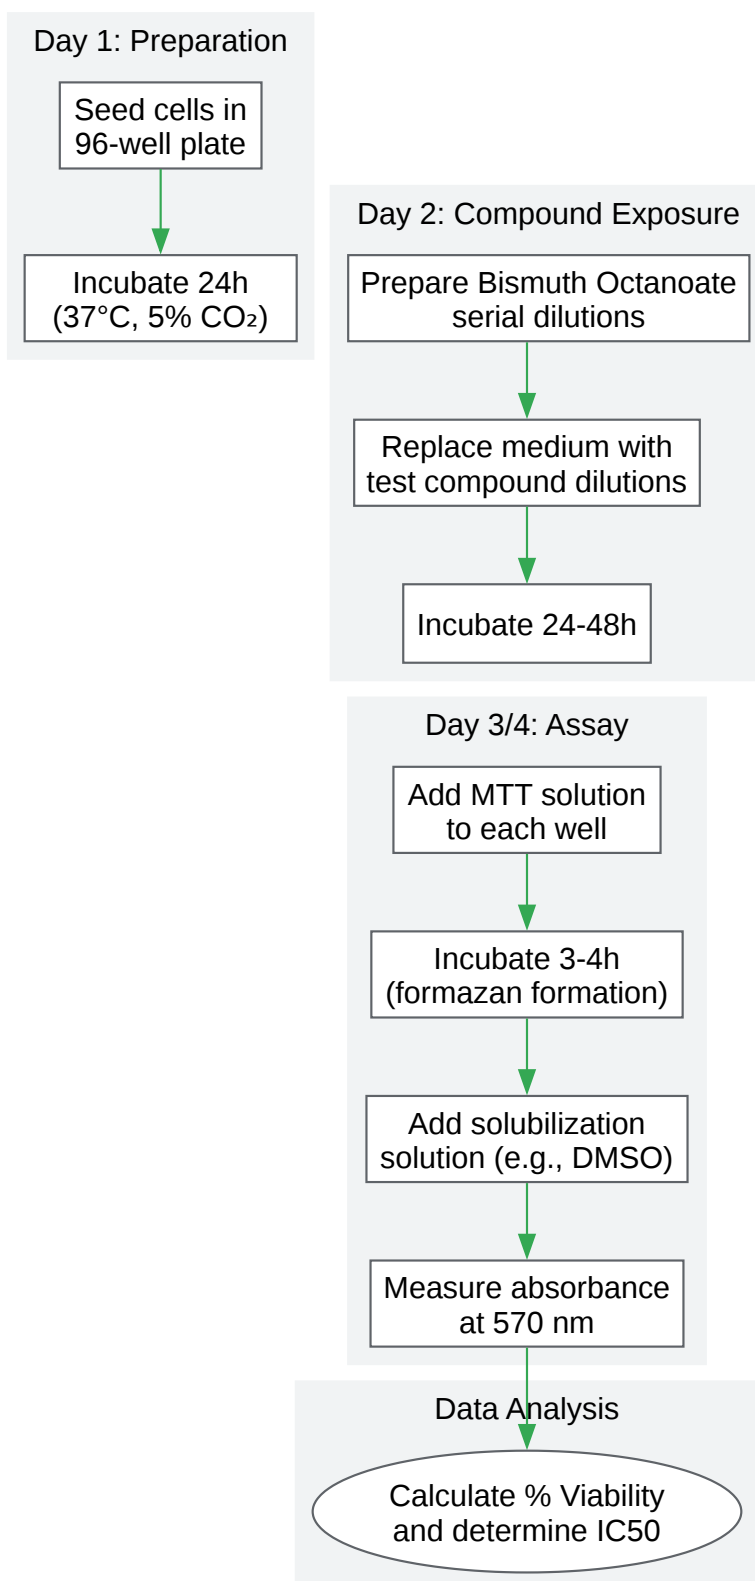 Day 1: Preparation
Seed cells in
96-well plate
Incubate 24h
(37°C, 5% CO₂)
Day 2: Compound Exposure
Prepare Bismuth Octanoate
serial dilutions
Replace medium with
test compound dilutions
Incubate 24-48h
Day 3/4: Assay
Add MTT solution
to each well
Incubate 3-4h
(formazan formation)
Add solubilization
solution (e.g., DMSO)
Measure absorbance
at 570 nm
Data Analysis
Calculate % Viability
and determine IC50